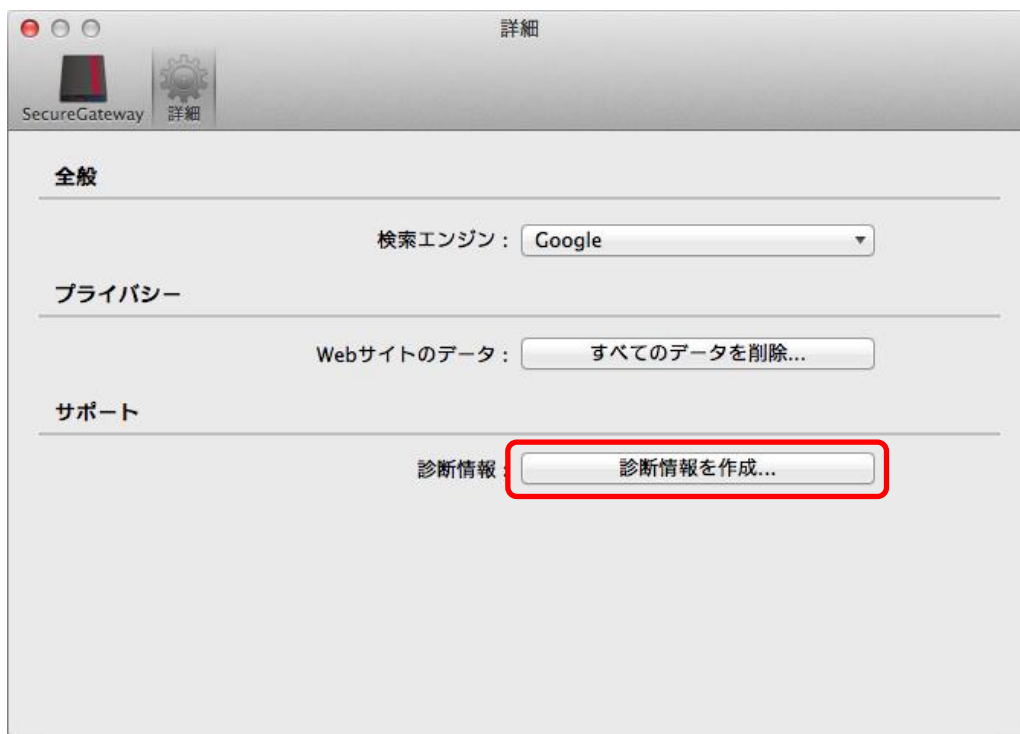 詳細
SecureGateway
詳細
全般
検索エンジン : Google
プライバシー
Webサイトのデータ : すべてのデータを削除...
サポート
診断情報 : 診断情報を作成...